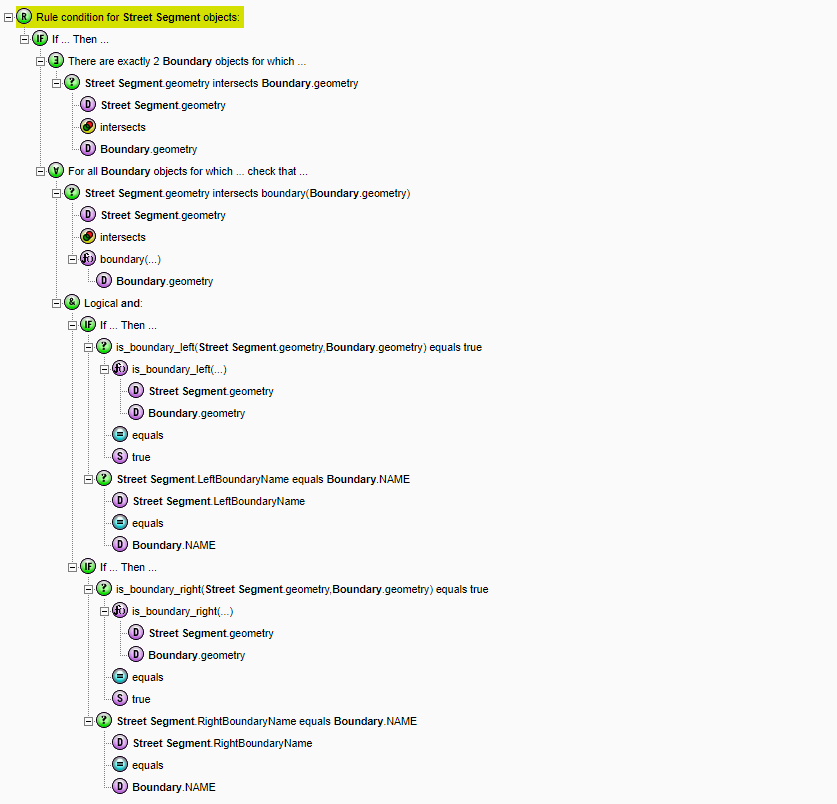 R Rule condition for Street Segment objects:
IF If ... Then ...
∃ There are exactly 2 Boundary objects for which ...
? Street Segment.geometry intersects Boundary.geometry
D Street Segment.geometry
intersects
D Boundary.geometry
∀ For all Boundary objects for which ... check that ...
? Street Segment.geometry intersects boundary(Boundary.geometry)
D Street Segment.geometry
intersects
f() boundary(...)
D Boundary.geometry
& Logical and:
IF If ... Then ...
? is_boundary_left(Street Segment.geometry,Boundary.geometry) equals true
f() is_boundary_left(...)
D Street Segment.geometry
D Boundary.geometry
= equals
S true
? Street Segment.LeftBoundaryName equals Boundary.NAME
D Street Segment.LeftBoundaryName
= equals
D Boundary.NAME
IF If ... Then ...
? is_boundary_right(Street Segment.geometry,Boundary.geometry) equals true
f() is_boundary_right(...)
D Street Segment.geometry
D Boundary.geometry
= equals
S true
? Street Segment.RightBoundaryName equals Boundary.NAME
D Street Segment.RightBoundaryName
= equals
D Boundary.NAME